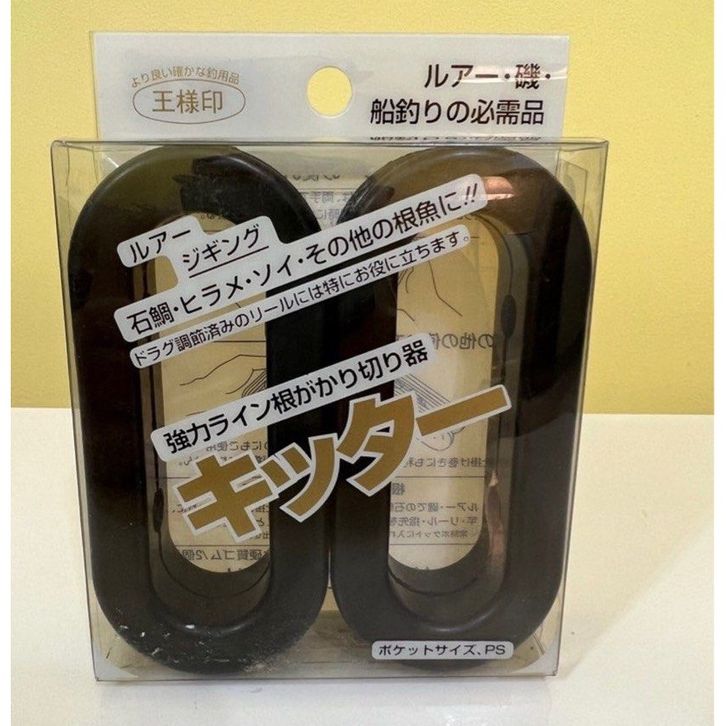 より良い確かな釣用品
王様印
ルアー・磯・
船釣りの必需品
ルアー
ジギング
石鯛・ヒラメ・ソイ・その他の根魚に!!
ドラグ調節済みのリールには特にお役に立ちます。
強力ライン根がかり切り器
キッター
ポケットサイズ、PS